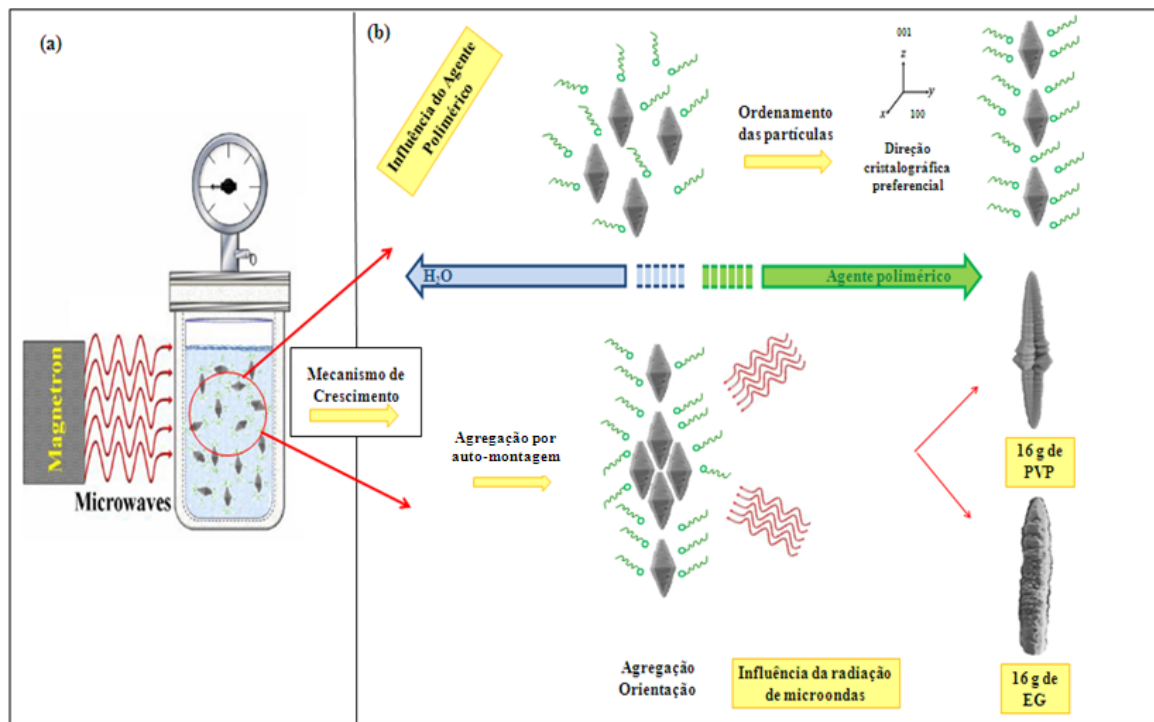 (a)
Magnetron
Microwaves
Mecanismo de
Crescimento
(b)
Influência do Agente
Polimérico
Ordenamento
das partículas
001
z
y
x
100
Direção
cristalográfica
preferencial
H₂O
Agente polimérico
Agregação por
auto-montagem
16 g de
PVP
Agregação
Orientação
Influência da radiação
de microondas
16 g de
EG